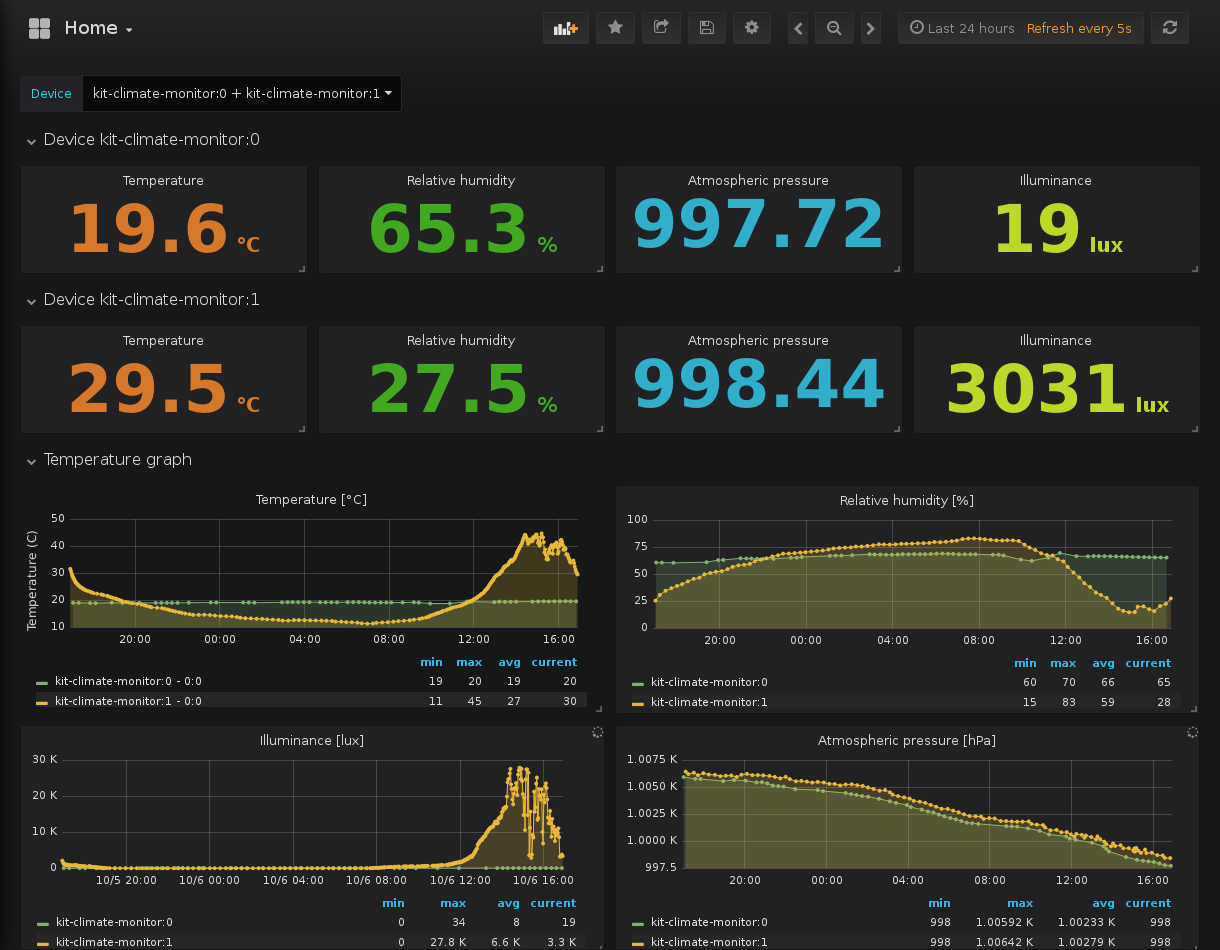 Home
Last 24 hours Refresh every 5s
Device kit-climate-monitor:0 + kit-climate-monitor:1
Device kit-climate-monitor:0
Temperature Relative humidity Atmospheric pressure Illuminance
19.6 °C 65.3 % 997.72 19 lux
Device kit-climate-monitor:1
Temperature Relative humidity Atmospheric pressure Illuminance
29.5 °C 27.5 % 998.44 3031 lux
Temperature graph
Temperature [°C]
Temperature (C)
50
40
30
20
10
20:00 00:00 04:00 08:00 12:00 16:00
min max avg current
kit-climate-monitor:0 - 0:0 19 20 19 20
kit-climate-monitor:1 - 0:0 11 45 27 30
Relative humidity [%]
100
75
50
25
0
20:00 00:00 04:00 08:00 12:00 16:00
min max avg current
kit-climate-monitor:0 60 70 66 65
kit-climate-monitor:1 15 83 59 28
Illuminance [lux]
30 K
20 K
10 K
0
10/5 20:00 10/6 00:00 10/6 04:00 10/6 08:00 10/6 12:00 10/6 16:00
min max avg current
kit-climate-monitor:0 0 34 8 19
kit-climate-monitor:1 0 27.8 K 6.6 K 3.3 K
Atmospheric pressure [hPa]
1.0075 K
1.0050 K
1.0025 K
1.0000 K
997.5
20:00 00:00 04:00 08:00 12:00 16:00
min max avg current
kit-climate-monitor:0 998 1.00592 K 1.00233 K 998
kit-climate-monitor:1 998 1.00642 K 1.00279 K 998